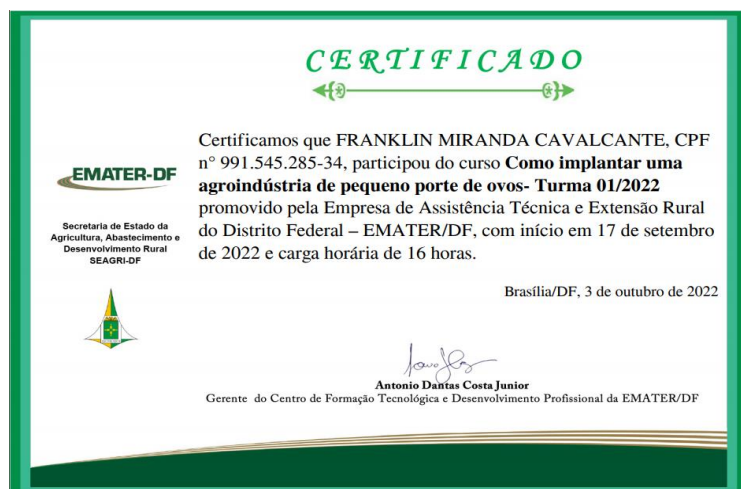 CERTIFICADO
Certificamos que FRANKLIN MIRANDA CAVALCANTE, CPF
n° 991.545.285-34, participou do curso Como implantar uma
agroindústria de pequeno porte de ovos- Turma 01/2022
promovido pela Empresa de Assistência Técnica e Extensão Rural
do Distrito Federal – EMATER/DF, com início em 17 de setembro
de 2022 e carga horária de 16 horas.
EMATER-DF
Secretaria de Estado da
Agricultura, Abastecimento e
Desenvolvimento Rural
SEAGRI-DF
Brasília/DF, 3 de outubro de 2022
Antonio Dantas Costa Junior
Gerente do Centro de Formação Tecnológica e Desenvolvimento Profissional da EMATER/DF